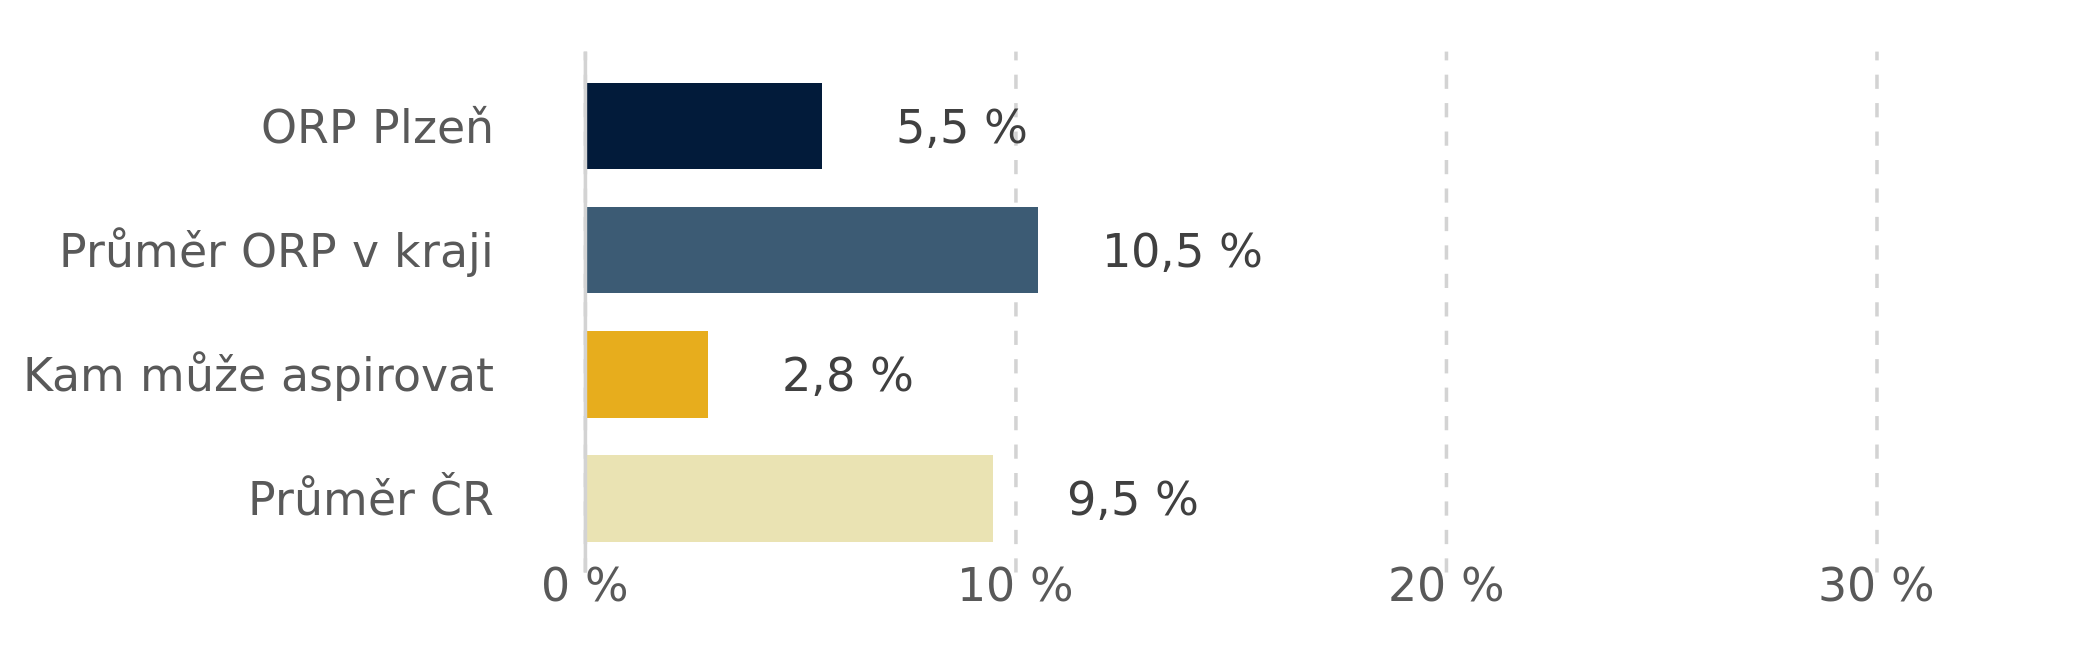 ORP Plzeň 5,5 %
Průměr ORP v kraji 10,5 %
Kam může aspirovat 2,8 %
Průměr ČR 9,5 %
0 % 10 % 20 % 30 %